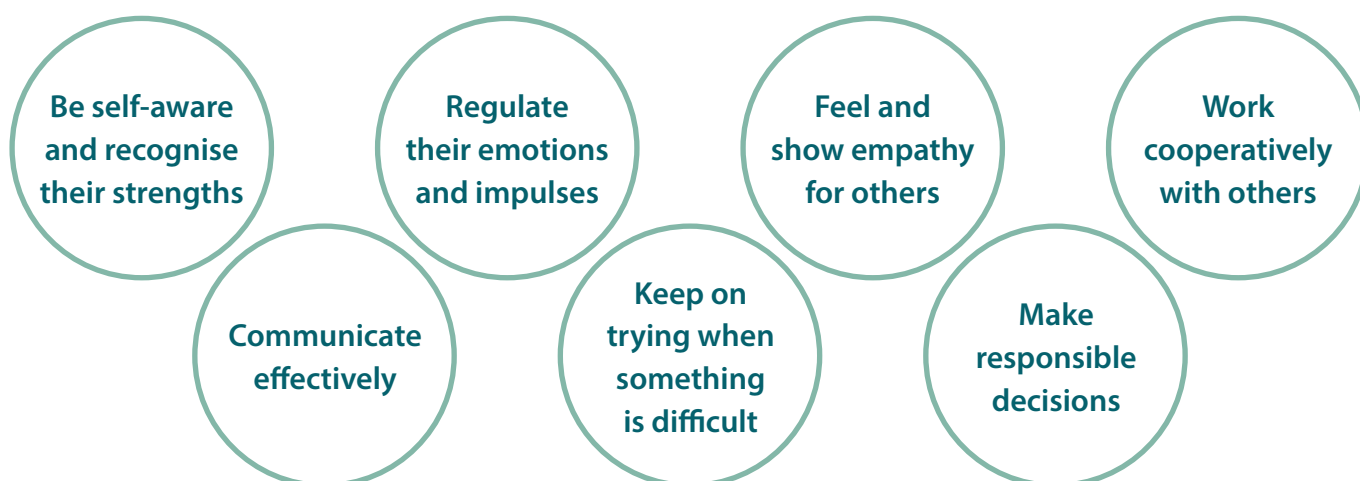 Be self-aware
and recognise
their strengths
Regulate
their emotions
and impulses
Feel and
show empathy
for others
Work
cooperatively
with others
Communicate
effectively
Keep on
trying when
something
is difficult
Make
responsible
decisions